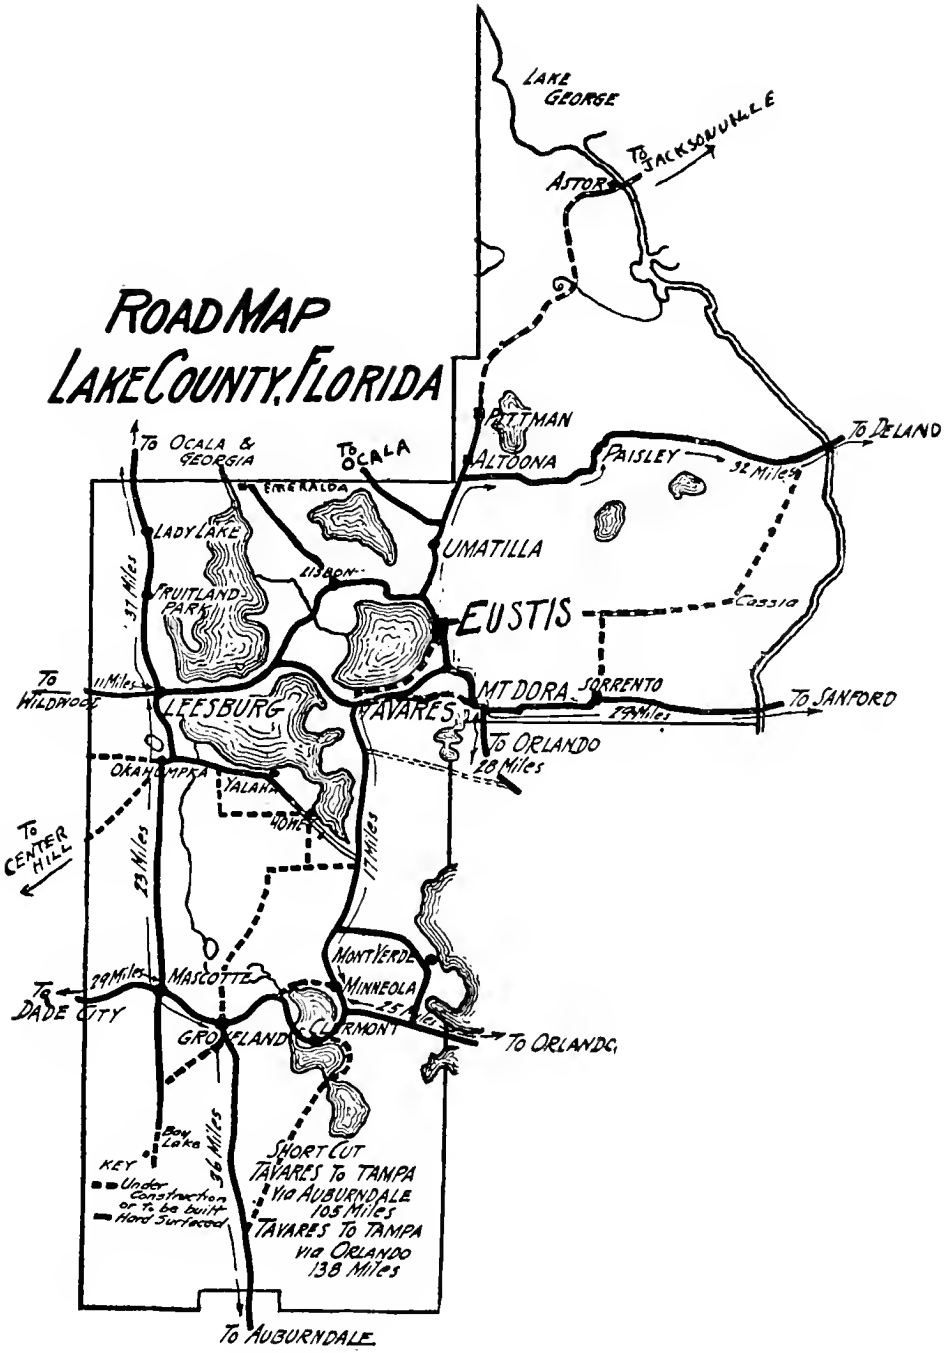 LAKE
GEORGE
TO
JACKSONVILLE
ASTOR
ROAD MAP
LAKE COUNTY, FLORIDA
PITTMAN
TO OCALA &
GEORGIA
TO
OCALA
TO DELAND
ALTOONA
PAISLEY
32 Miles
EMERALDA
LADY LAKE
UMATILLA
37 Miles
LISBON
FRUITLAND
PARK
Cassia
EUSTIS
TO
WILDWOOD
11 Miles
LEESBURG
TAVARES
MT DORA
SORRENTO
TO SANFORD
29 Miles
TO ORLANDO
28 Miles
OKAHUMPKA
YALAHA
HOWEY
TO
CENTER
HILL
23 Miles
17 Miles
MONTVERDE
MASCOTTE
MINNEOLA
29 Miles
TO
DADE CITY
25 Miles
GROVELAND
CLERMONT
TO ORLANDO
36 Miles
Bay
Lake
KEY
Under
Construction
or To be built
Hard Surfaced
SHORT CUT
TAVARES TO TAMPA
via AUBURNDALE
105 Miles
TAVARES TO TAMPA
via ORLANDO
138 Miles
TO AUBURNDALE